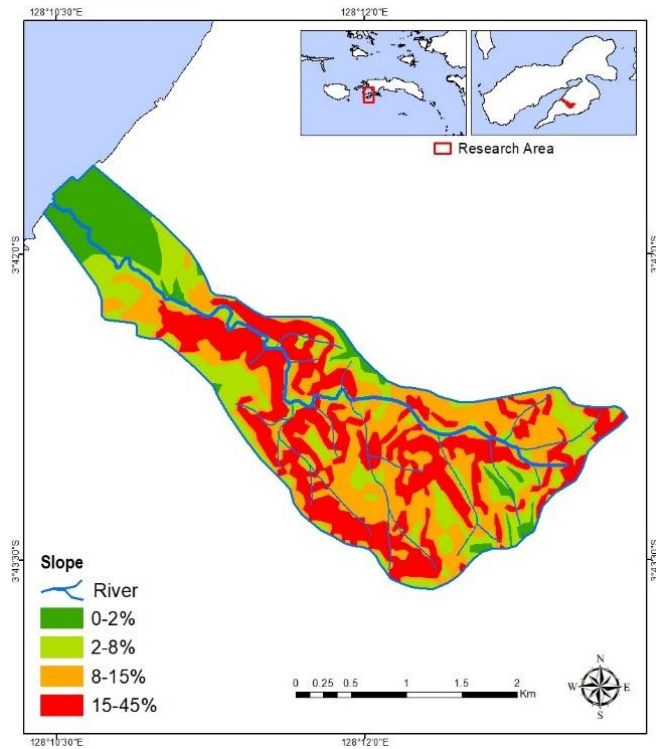 128°10'30"E
128°12'0"E
Research Area
3°42'0"S
3°42'0"S
3°43'30"S
3°43'30"S
Slope
River
0-2%
2-8%
8-15%
15-45%
0 0.25 0.5 1 1.5 2
Km
N
W E
S
128°10'30"E
128°12'0"E